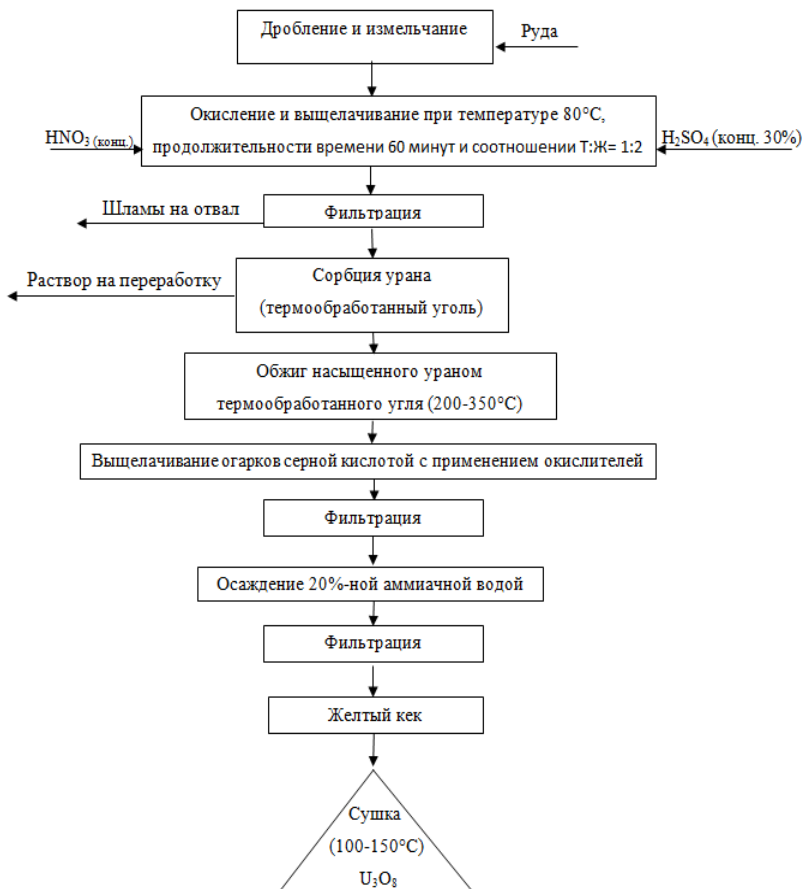 Дробление и измельчание
Руда
Окисление и выщелачивание при температуре 80°С,
HNO₃ (конц.)
продолжительности времени 60 минут и соотношении Т:Ж= 1:2
H₂SO₄ (конц. 30%)
Шламы на отвал
Фильтрация
Раствор на переработку
Сорбция урана
(термообработанный уголь)
Обжиг насыщенного ураном
термообработанного угля (200-350°С)
Выщелачивание огарков серной кислотой с применением окислителей
Фильтрация
Осаждение 20%-ной аммиачной водой
Фильтрация
Желтый кек
Сушка
(100-150°С)
U₃O₈